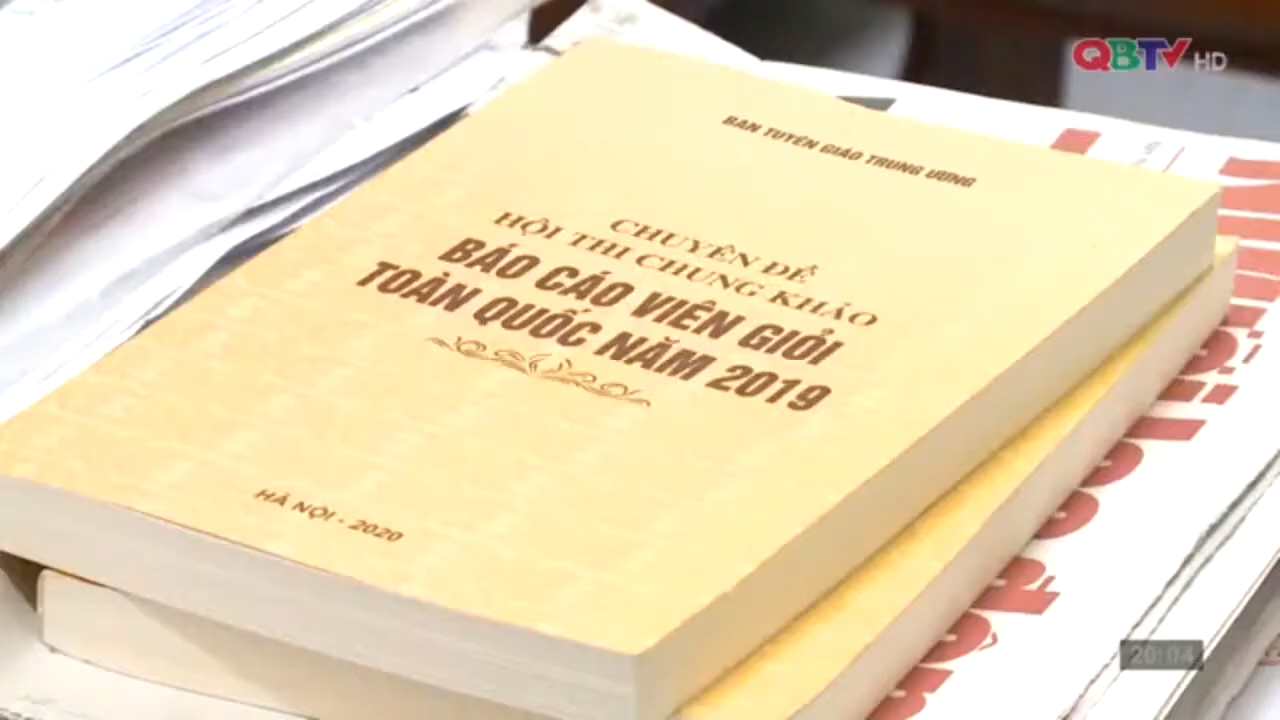 QBTV HD
BAN TUYÊN GIÁO TRUNG ƯƠNG
CHUYÊN ĐỀ
HỘI THI CHUNG KHẢO
BÁO CÁO VIÊN GIỎI
TOÀN QUỐC NĂM 2019
HÀ NỘI - 2020
20:04